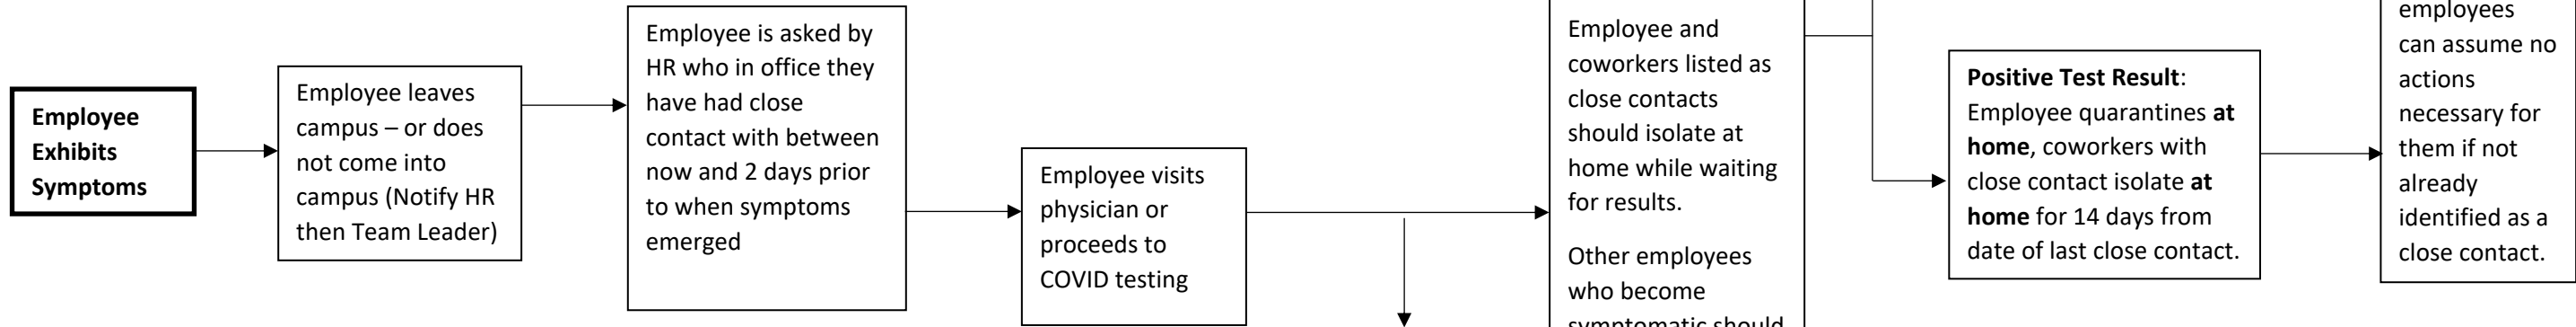 Employee
Exhibits
Symptoms
Employee leaves
campus – or does
not come into
campus (Notify HR
then Team Leader)
Employee is asked by
HR who in office they
have had close
contact with between
now and 2 days prior
to when symptoms
emerged
Employee visits
physician or
proceeds to
COVID testing
Employee and
coworkers listed as
close contacts
should isolate at
home while waiting
for results.
Other employees
who become
symptomatic should
Positive Test Result:
Employee quarantines at
home, coworkers with
close contact isolate at
home for 14 days from
date of last close contact.
employees
can assume no
actions
necessary for
them if not
already
identified as a
close contact.